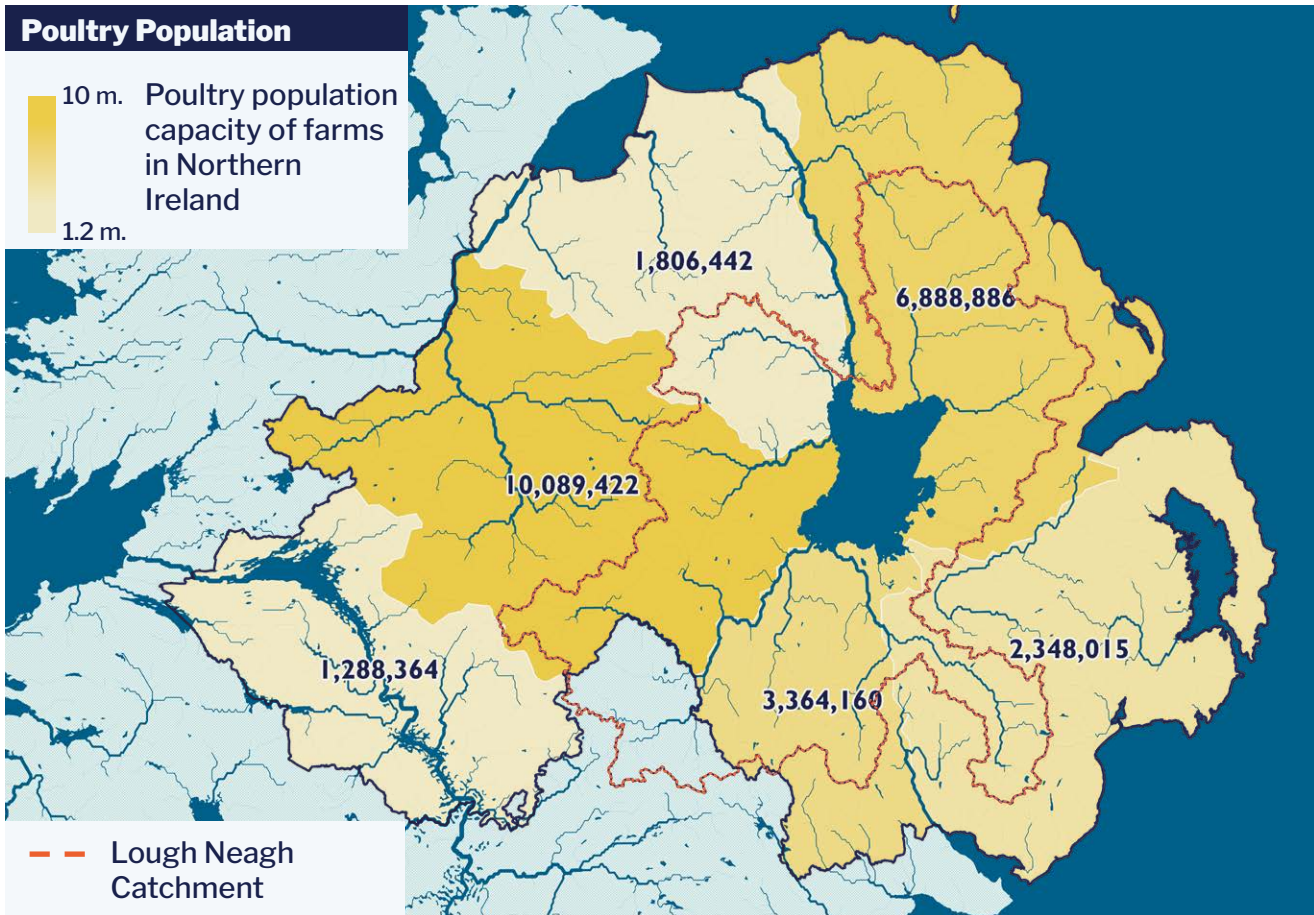 Poultry Population
10 m.
Poultry population
capacity of farms
in Northern
Ireland
1.2 m.
1,806,442
6,888,886
10,089,422
1,288,364
2,348,015
3,364,160
Lough Neagh
Catchment